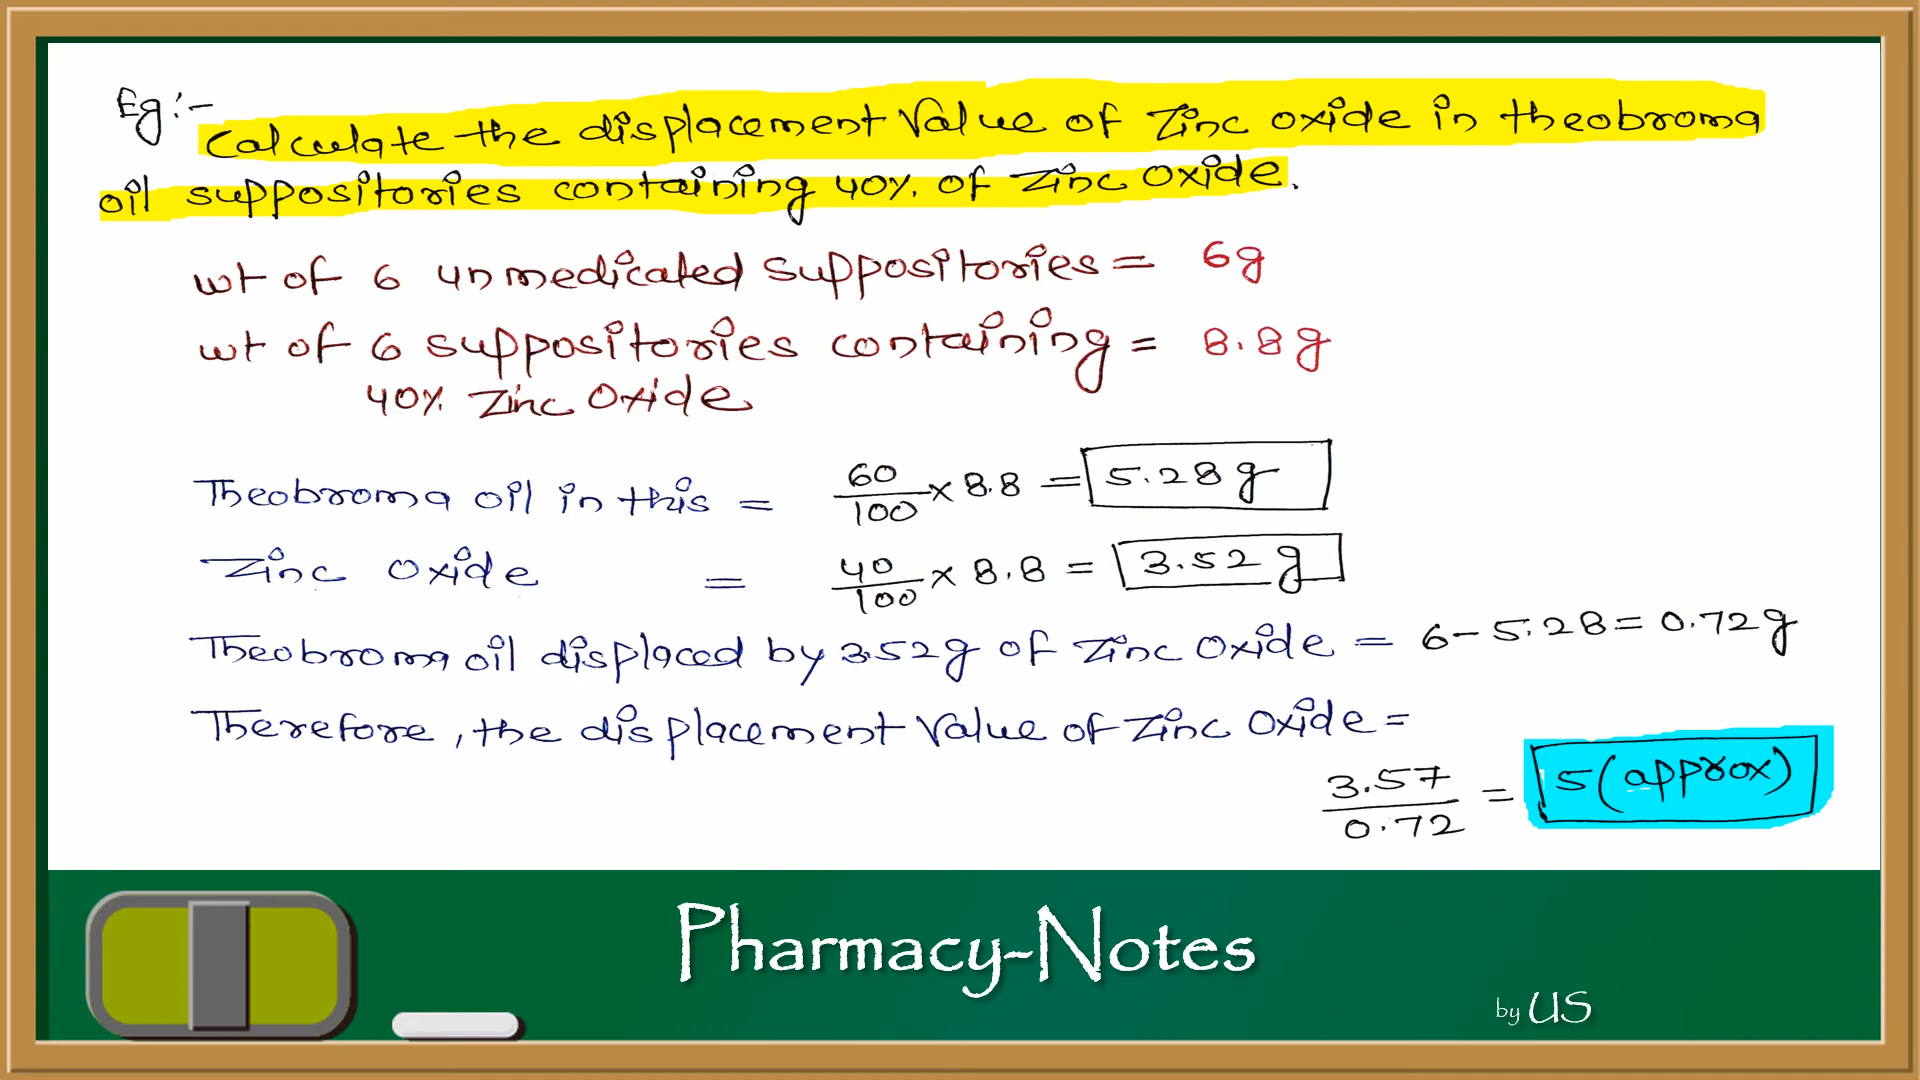 Eg:-
Calculate the displacement Value of Zinc oxide in theobroma
oil suppositories containing 40% of Zinc oxide.
wt of 6 unmedicated suppositories = 6g
wt of 6 suppositories containing = 8.8g
40% Zinc Oxide
Theobroma oil in this = 60/100 × 8.8 = 5.28 g
Zinc oxide = 40/100 × 8.8 = 3.52 g
Theobroma oil displaced by 3.52g of Zinc Oxide = 6 - 5.28 = 0.72g
Therefore, the displacement Value of Zinc Oxide =
3.57/0.72 = 5(approx)
Pharmacy-Notes
by US